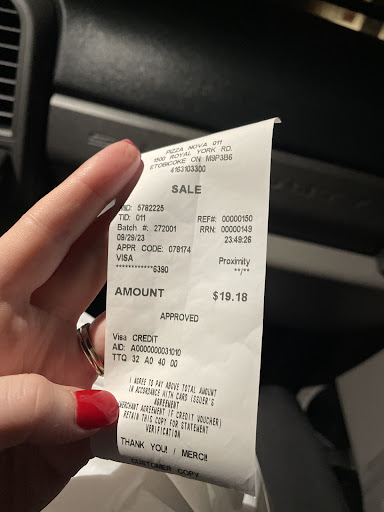 PIZZA NOVA 011
1500 ROYAL YORK RD.
ETOBICOKE ON M9P3B6
4163103300
SALE
MID: 5782225
TID: 011 REF#: 00000150
Batch #: 272001 RRN: 00000149
09/29/23 23:49:26
APPR CODE: 078174
VISA Proximity
************5390 **/**
AMOUNT $19.18
APPROVED
Visa CREDIT
AID: A0000000031010
TTQ 32 A0 40 00
I AGREE TO PAY ABOVE TOTAL AMOUNT
IN ACCORDANCE WITH CARD ISSUER'S
AGREEMENT
(MERCHANT AGREEMENT IF CREDIT VOUCHER)
RETAIN THIS COPY FOR STATEMENT
VERIFICATION
THANK YOU! / MERCI!
CUSTOMER COPY